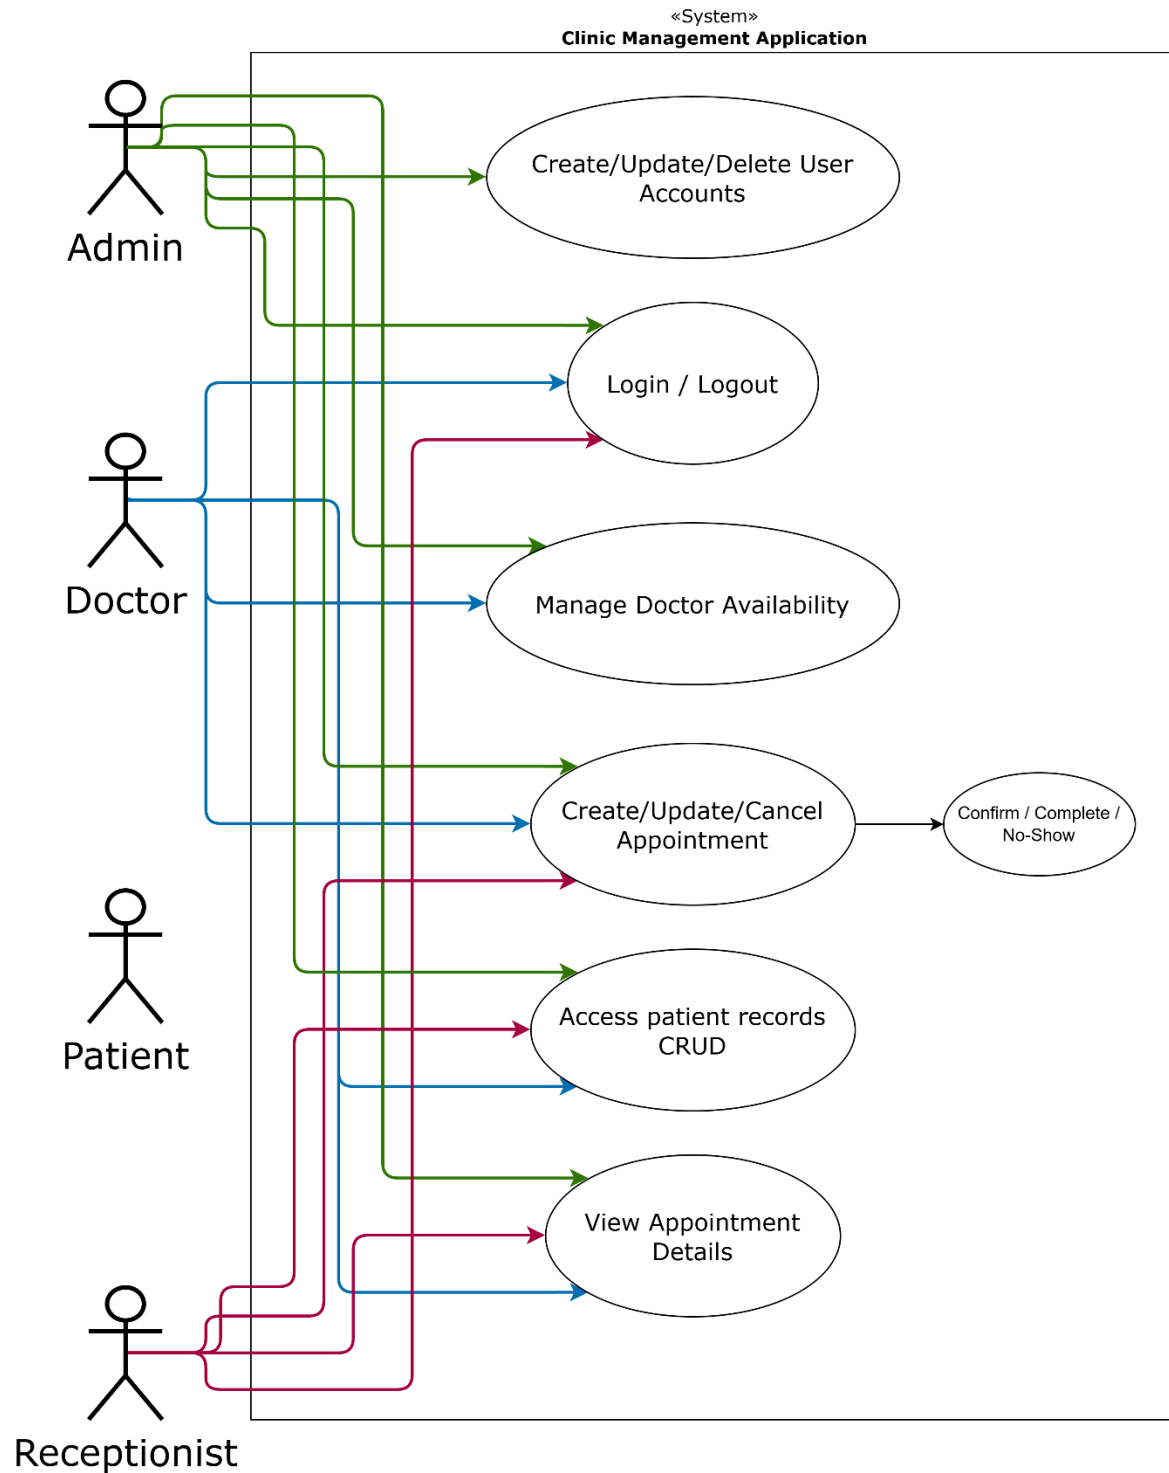 «System»
Clinic Management Application
Admin
Create/Update/Delete User
Accounts
Login / Logout
Doctor
Manage Doctor Availability
Create/Update/Cancel
Appointment
Confirm / Complete /
No-Show
Patient
Access patient records
CRUD
View Appointment
Details
Receptionist